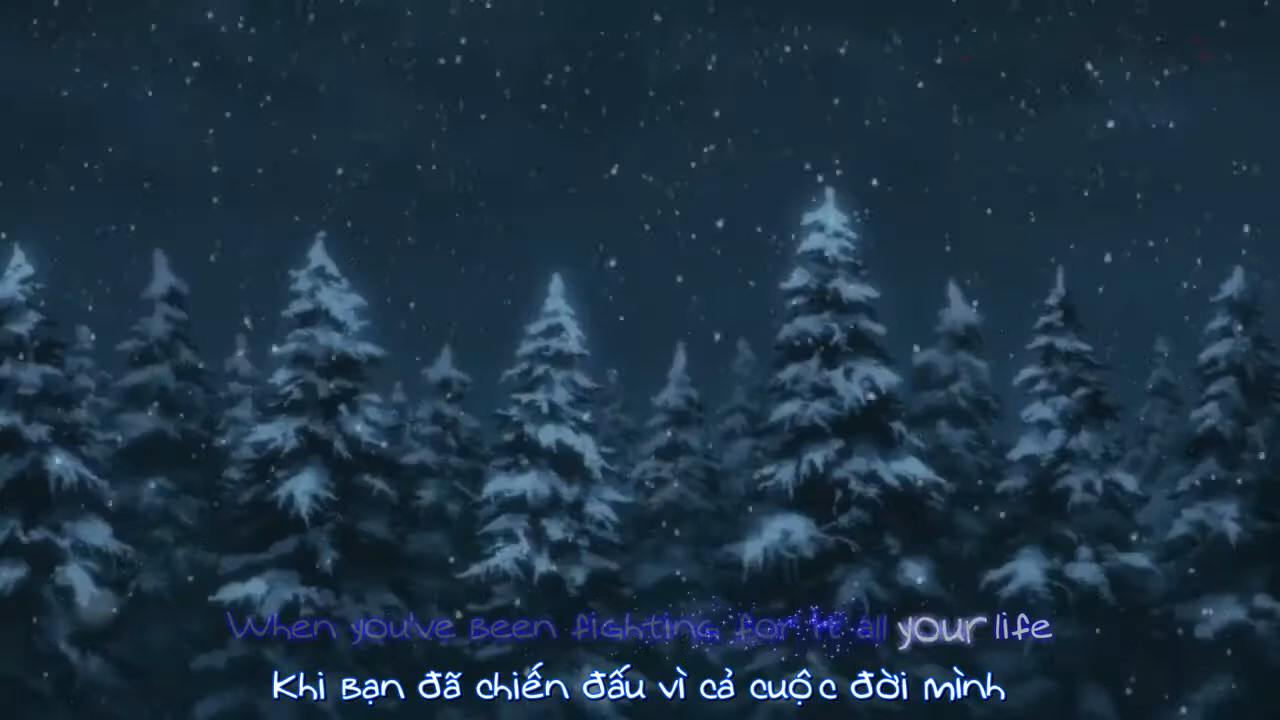 When you've been fighting for it all your life
Khi bạn đã chiến đấu vì cả cuộc đời mình